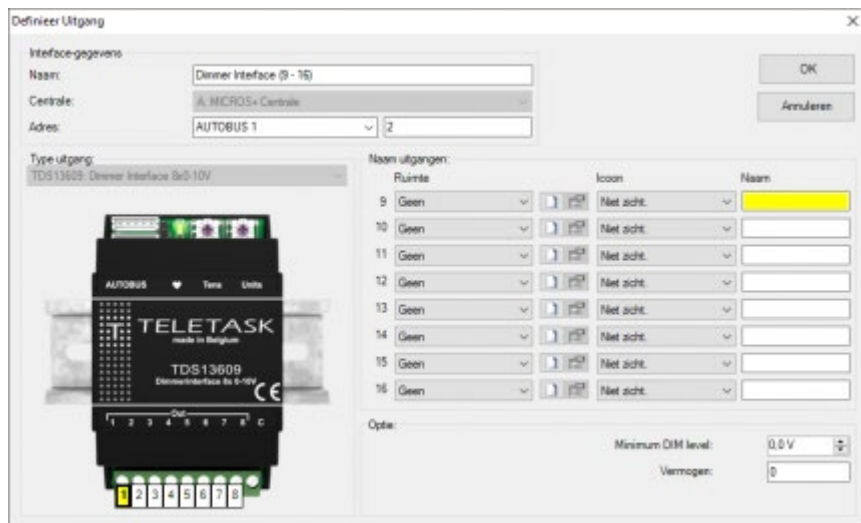 Definieer Uitgang
Interface-gegevens
Naam: Dimmer Interface (9 - 16)
Centrale: A: MICROS+ Centrale
Adres: AUTOBUS 1 2
OK
Annuleren
Type uitgang:
TDS13609: Dimmer Interface 8x0-10V
AUTOBUS Tens Units
TELETASK
made in Belgium
TDS13609
DimmerInterface 8x 0-10V
CE
Out
1 2 3 4 5 6 7 8 C
1 2 3 4 5 6 7 8
Naam uitgangen:
Ruimte Icoon Naam
9 Geen Niet zicht.
10 Geen Niet zicht.
11 Geen Niet zicht.
12 Geen Niet zicht.
13 Geen Niet zicht.
14 Geen Niet zicht.
15 Geen Niet zicht.
16 Geen Niet zicht.
Optie:
Minimum DIM level: 0,0 V
Vermogen: 0